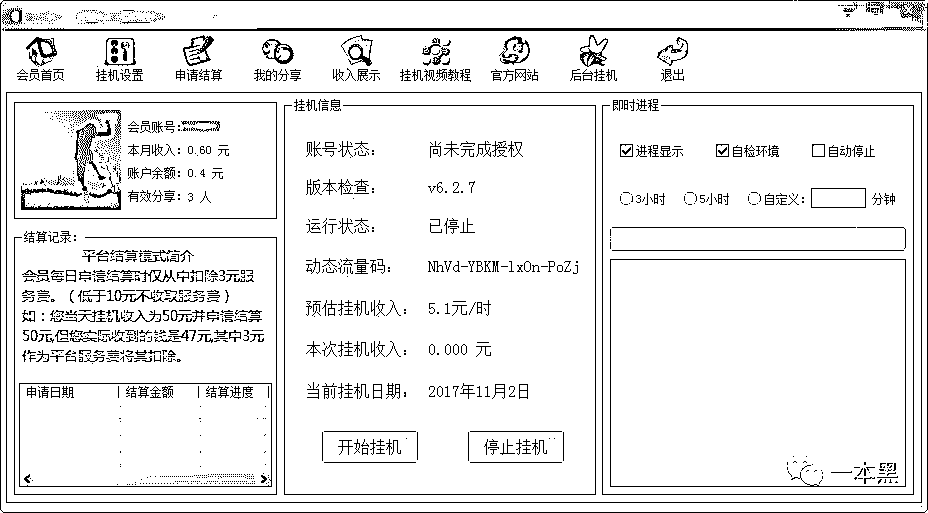 会员首页 挂机设置 申请结算 我的分享 收入展示 挂机视频教程 官方网站 后台挂机 退出
会员账号:
本月收入: 0.60 元
账户余额: 0.4 元
有效分享: 3 人
结算记录:
平台结算模式简介
会员每日申请结算时仅从中扣除3元服
务费。（低于10元不收取服务费）
如：您当天挂机收入为50元并申请结算
50元,但您实际收到的钱是47元,其中3元
作为平台服务费将其扣除。
申请日期 结算金额 结算进度
挂机信息
账号状态: 尚未完成授权
版本检查: v6.2.7
运行状态: 已停止
动态流量码: NhVd-YBKM-lxOn-PoZj
预估挂机收入: 5.1元/时
本次挂机收入: 0.000 元
当前挂机日期: 2017年11月2日
开始挂机 停止挂机
即时进程
进程显示 自检环境 自动停止
3小时 5小时 自定义: 分钟
一本黑